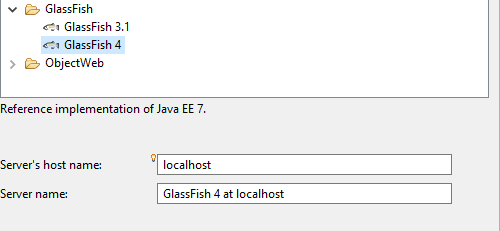 GlassFish
GlassFish 3.1
GlassFish 4
ObjectWeb
Reference implementation of Java EE 7.
Server's host name: localhost
Server name: GlassFish 4 at localhost